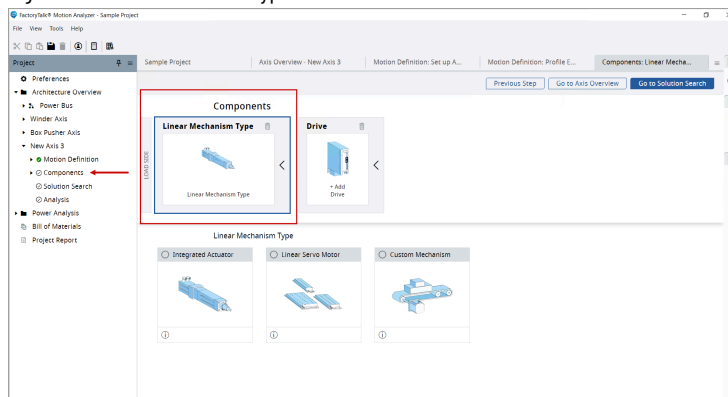 FactoryTalk® Motion Analyzer - Sample Project
File View Tools Help
Project
Preferences
Architecture Overview
Power Bus
Winder Axis
Box Pusher Axis
New Axis 3
Motion Definition
Components
Solution Search
Analysis
Power Analysis
Bill of Materials
Project Report
Sample Project
Axis Overview - New Axis 3
Motion Definition: Set up A...
Motion Definition: Profile E...
Components: Linear Mecha...
Previous Step
Go to Axis Overview
Go to Solution Search
Components
LOAD SIDE
Linear Mechanism Type
Linear Mechanism Type
Drive
+ Add
Drive
Linear Mechanism Type
Integrated Actuator
Linear Servo Motor
Custom Mechanism